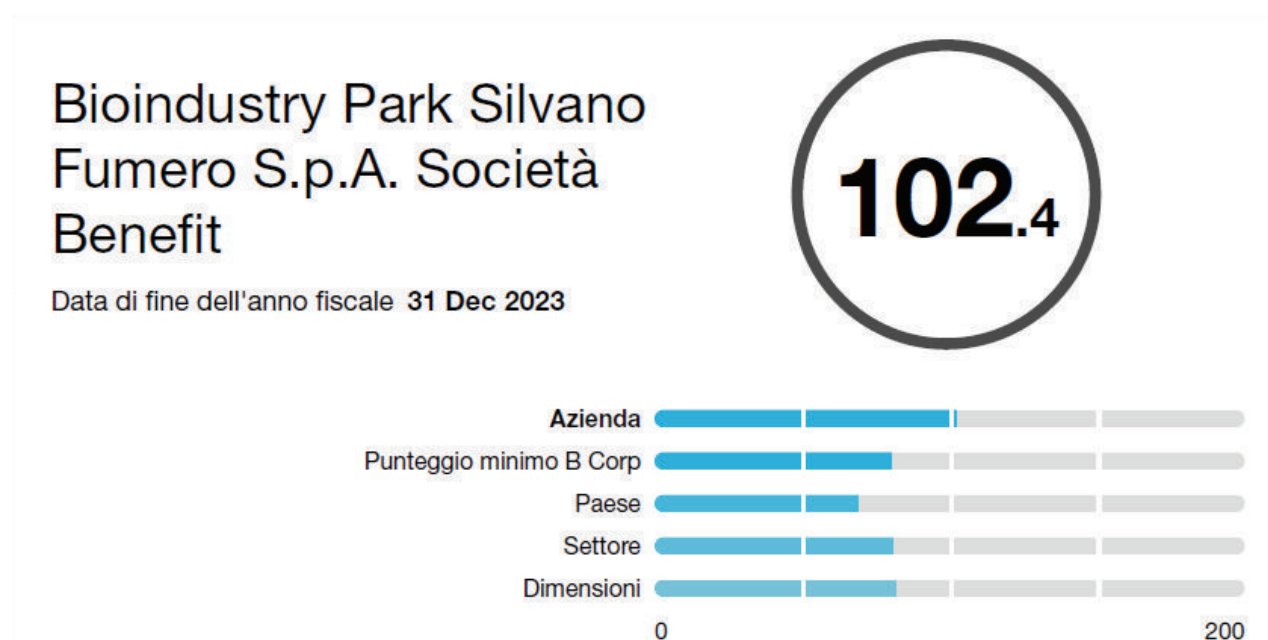 Bioindustry Park Silvano
Fumero S.p.A. Società
Benefit
Data di fine dell'anno fiscale 31 Dec 2023
102.4
Azienda
Punteggio minimo B Corp
Paese
Settore
Dimensioni
0 200